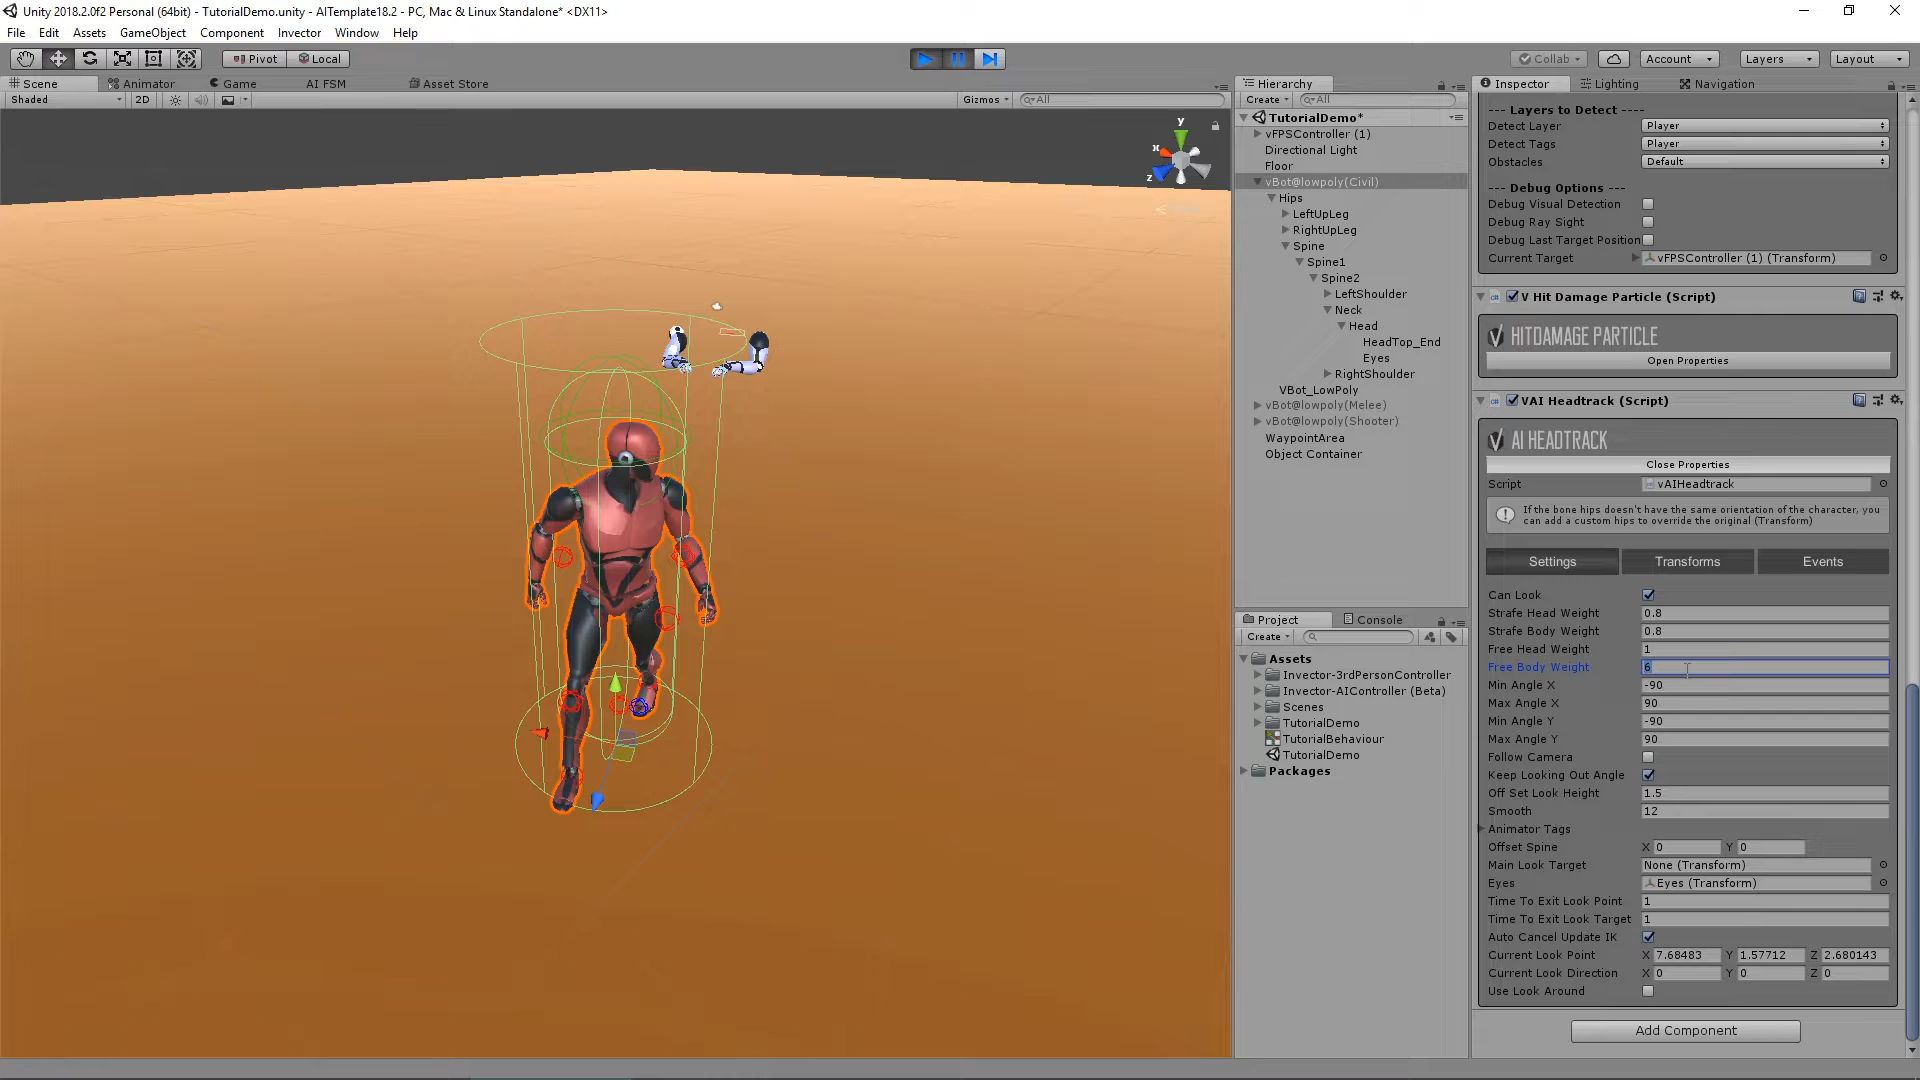 Unity 2018.2.0f2 Personal (64bit) - TutorialDemo.unity - AITemplate18.2 - PC, Mac & Linux Standalone* <DX11>
File Edit Assets GameObject Component Invector Window Help
Pivot Local Collab Account Layers Layout
Scene Animator Game AI FSM Asset Store
Shaded 2D Gizmos All
y
x
z
Hierarchy
Create All
TutorialDemo*
vFPSController (1)
Directional Light
Floor
vBot@lowpoly(Civil)
Hips
LeftUpLeg
RightUpLeg
Spine
Spine1
Spine2
LeftShoulder
Neck
Head
HeadTop_End
Eyes
RightShoulder
VBot_LowPoly
vBot@lowpoly(Melee)
vBot@lowpoly(Shooter)
WaypointArea
Object Container
Project Console
Create
Assets
Invector-3rdPersonController
Invector-AIController (Beta)
Scenes
TutorialDemo
TutorialBehaviour
TutorialDemo
Packages
Inspector Lighting Navigation
--- Layers to Detect ----
Detect Layer Player
Detect Tags Player
Obstacles Default
--- Debug Options ---
Debug Visual Detection
Debug Ray Sight
Debug Last Target Position
Current Target vFPSController (1) (Transform)
V Hit Damage Particle (Script)
HITDAMAGE PARTICLE
Open Properties
VAI Headtrack (Script)
AI HEADTRACK
Close Properties
Script vAIHeadtrack
If the bone hips doesn't have the same orientation of the character, you
can add a custom hips to override the original (Transform)
Settings Transforms Events
Can Look
Strafe Head Weight 0.8
Strafe Body Weight 0.8
Free Head Weight 1
Free Body Weight 6
Min Angle X -90
Max Angle X 90
Min Angle Y -90
Max Angle Y 90
Follow Camera
Keep Looking Out Angle
Off Set Look Height 1.5
Smooth 12
Animator Tags
Offset Spine X 0 Y 0
Main Look Target None (Transform)
Eyes Eyes (Transform)
Time To Exit Look Point 1
Time To Exit Look Target 1
Auto Cancel Update IK
Current Look Point X 7.68483 Y 1.57712 Z 2.680143
Current Look Direction X 0 Y 0 Z 0
Use Look Around
Add Component